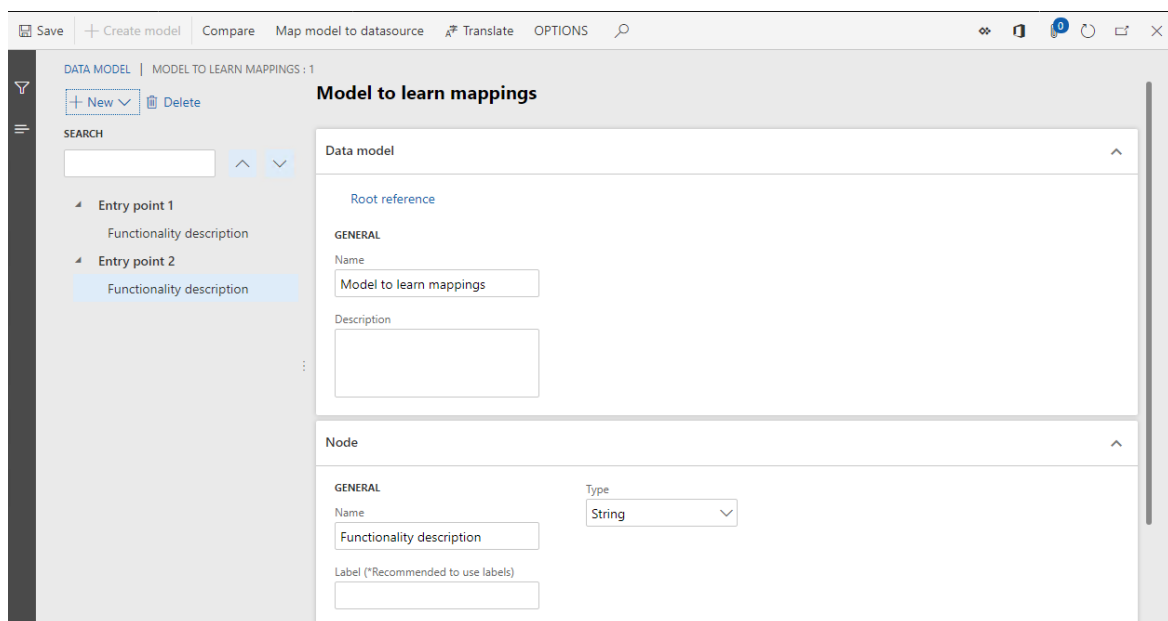 Save + Create model Compare Map model to datasource Translate OPTIONS 0
DATA MODEL | MODEL TO LEARN MAPPINGS : 1
+ New Delete
SEARCH
Entry point 1
Functionality description
Entry point 2
Functionality description
Model to learn mappings
Data model
Root reference
GENERAL
Name
Model to learn mappings
Description
Node
GENERAL
Name
Functionality description
Label (*Recommended to use labels)
Type
String